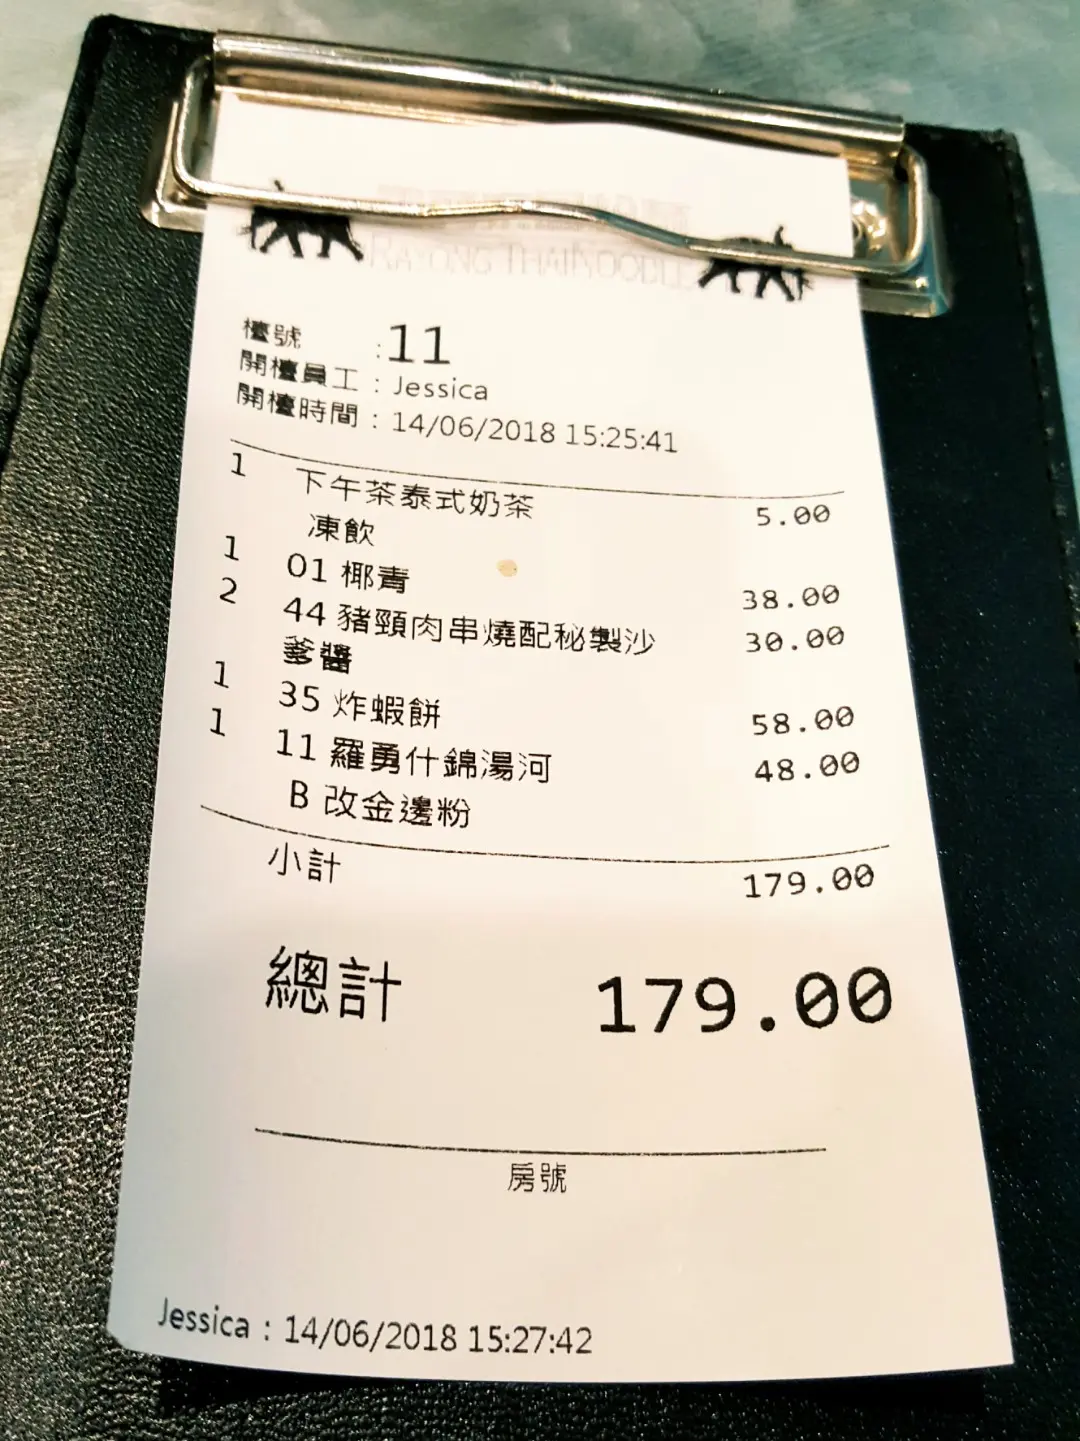 RAYONG THAI NOODLE
檯號 :11
開檯員工 : Jessica
開檯時間 : 14/06/2018 15:25:41
1 下午茶泰式奶茶 5.00
凍飲
1 01 椰青 38.00
2 44 豬頸肉串燒配秘製沙 30.00
爹醬
1 35 炸蝦餅 58.00
1 11 羅勇什錦湯河 48.00
B 改金邊粉
小計 179.00
總計 179.00
房號
Jessica : 14/06/2018 15:27:42